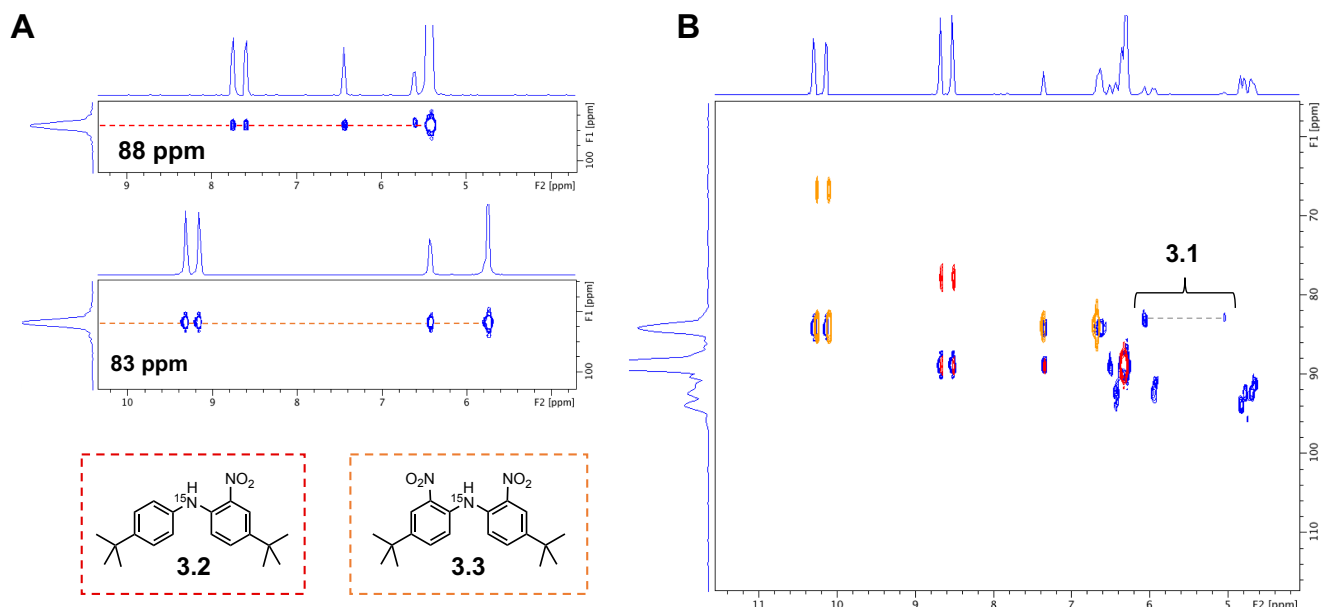 A
B
F1 [ppm]
100
88 ppm
9 8 7 6 5 F2 [ppm]
F1 [ppm]
100
83 ppm
10 9 8 7 6 5 F2 [ppm]
H
15N
NO2
3.2
O2N
H
15N
NO2
3.3
3.1
F1 [ppm]
70
80
90
100
110
11 10 9 8 7 6 5 F2 [ppm]